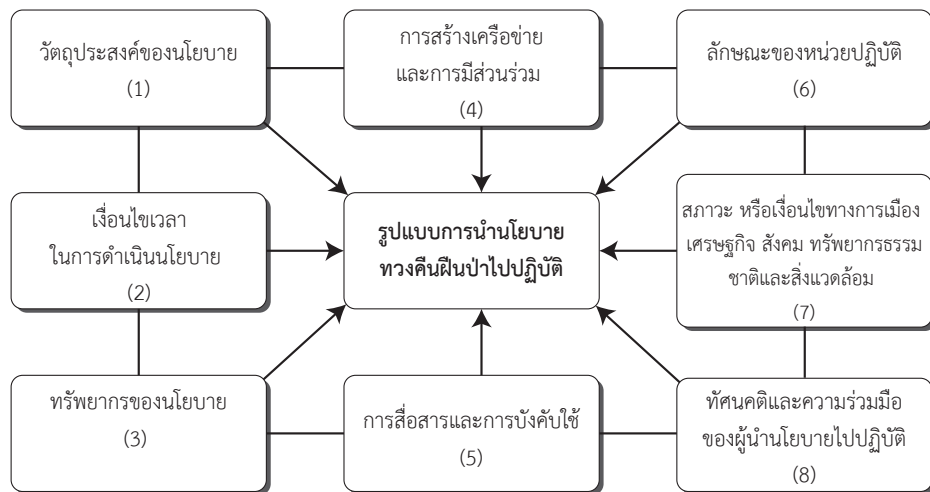 วัตถุประสงค์ของนโยบาย
(1)
การสร้างเครือข่าย
และการมีส่วนร่วม
(4)
ลักษณะของหน่วยปฏิบัติ
(6)
เงื่อนไขเวลา
ในการดำเนินนโยบาย
(2)
รูปแบบการนำนโยบาย
ทวงคืนผืนป่าไปปฏิบัติ
สภาวะ หรือเงื่อนไขทางการเมือง
เศรษฐกิจ สังคม ทรัพยากรธรรม
ชาติและสิ่งแวดล้อม
(7)
ทรัพยากรของนโยบาย
(3)
การสื่อสารและการบังคับใช้
(5)
ทัศนคติและความร่วมมือ
ของผู้นำนโยบายไปปฏิบัติ
(8)